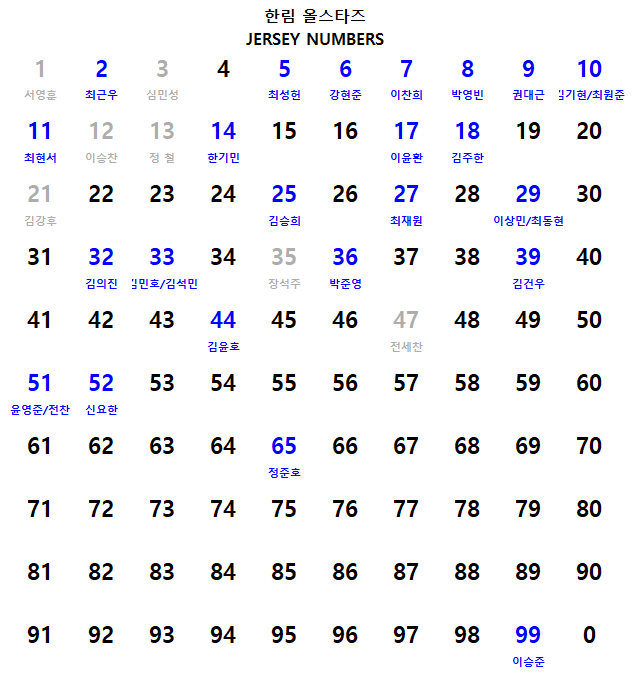 한림 올스타즈
JERSEY NUMBERS
1 2 3 4 5 6 7 8 9 10
서영훈 최근우 심민성 최성헌 강현준 이찬희 박영빈 권대근 김기현/최원준
11 12 13 14 15 16 17 18 19 20
최현서 이승찬 정 철 한기민 이윤환 김주한
21 22 23 24 25 26 27 28 29 30
김강후 김승희 최재원 이상민/최동현
31 32 33 34 35 36 37 38 39 40
김의진 김민호/김석민 장석주 박준영 김건우
41 42 43 44 45 46 47 48 49 50
김윤호 전세찬
51 52 53 54 55 56 57 58 59 60
윤영준/전찬 신요한
61 62 63 64 65 66 67 68 69 70
정준호
71 72 73 74 75 76 77 78 79 80
81 82 83 84 85 86 87 88 89 90
91 92 93 94 95 96 97 98 99 0
이승준